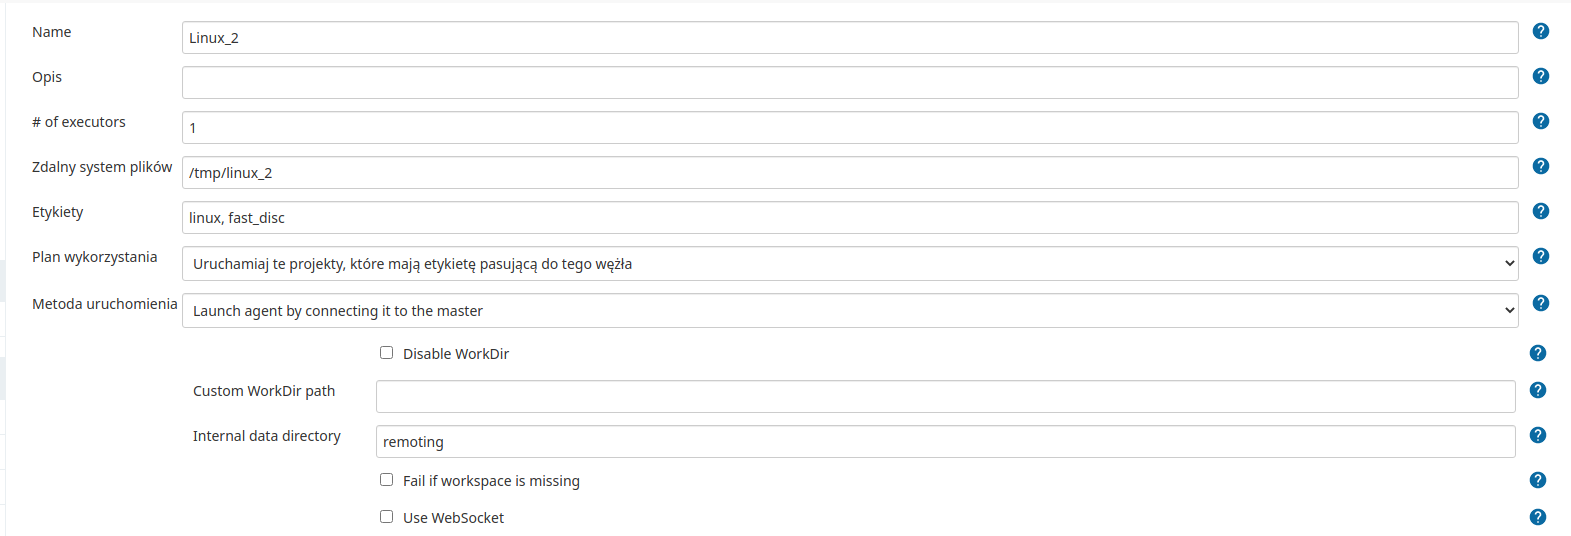 Name
Linux_2
Opis
# of executors
1
Zdalny system plików
/tmp/linux_2
Etykiety
linux, fast_disc
Plan wykorzystania
Uruchamiaj te projekty, które mają etykietę pasującą do tego węzła
Metoda uruchomienia
Launch agent by connecting it to the master
Disable WorkDir
Custom WorkDir path
Internal data directory
remoting
Fail if workspace is missing
Use WebSocket